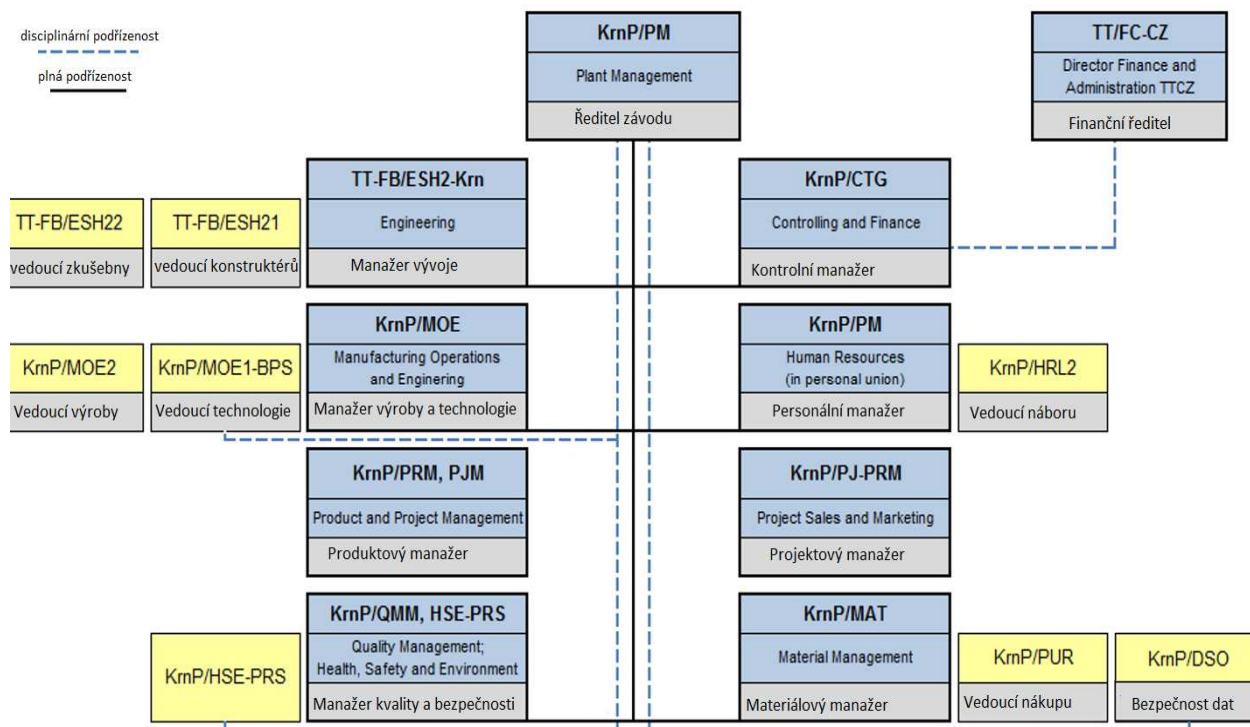 disciplinární podřízenost
plná podřízenost
KrnP/PM
Plant Management
Ředitel závodu
TT/FC-CZ
Director Finance and
Administration TTCZ
Finanční ředitel
TT-FB/ESH22
vedoucí zkušebny
TT-FB/ESH21
vedoucí konstruktérů
TT-FB/ESH2-Krn
Engineering
Manažer vývoje
KrnP/CTG
Controlling and Finance
Kontrolní manažer
KrnP/MOE2
Vedoucí výroby
KrnP/MOE1-BPS
Vedoucí technologie
KrnP/MOE
Manufacturing Operations
and Enginering
Manažer výroby a technologie
KrnP/PM
Human Resources
(in personal union)
Personální manažer
KrnP/HRL2
Vedoucí náboru
KrnP/PRM, PJM
Product and Project Management
Produktový manažer
KrnP/PJ-PRM
Project Sales and Marketing
Projektový manažer
KrnP/HSE-PRS
KrnP/QMM, HSE-PRS
Quality Management;
Health, Safety and Environment
Manažer kvality a bezpečnosti
KrnP/MAT
Material Management
Materiálový manažer
KrnP/PUR
Vedoucí nákupu
KrnP/DSO
Bezpečnost dat